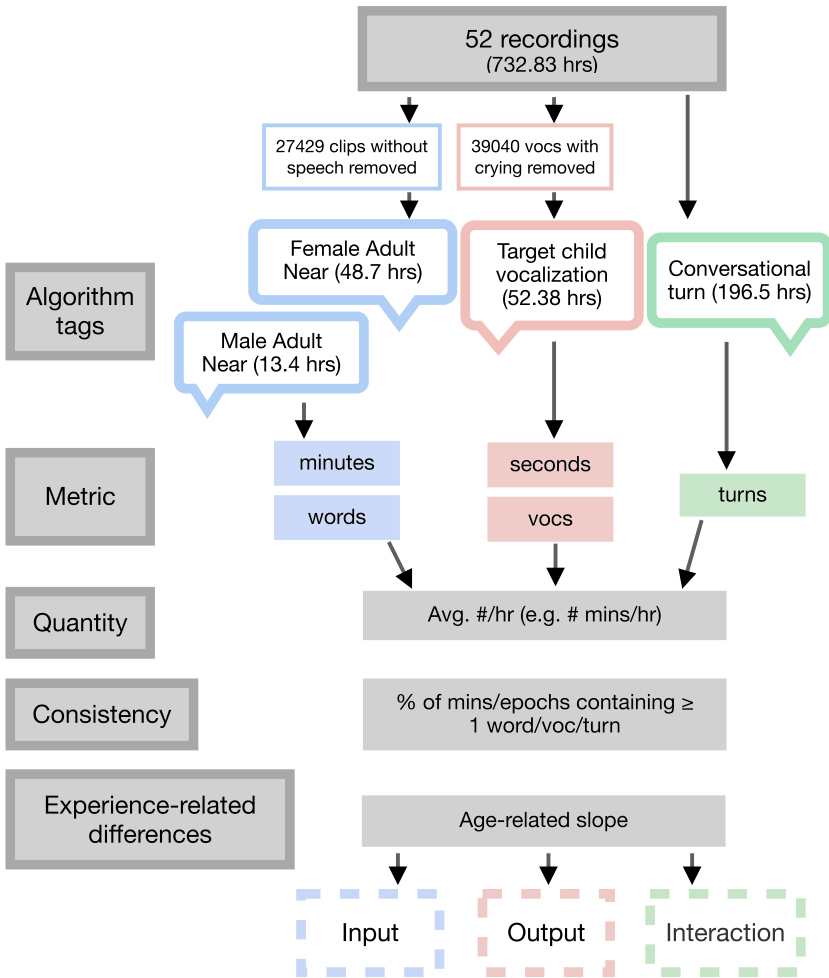 52 recordings
(732.83 hrs)
27429 clips without
speech removed
39040 vocs with
crying removed
Algorithm
tags
Female Adult
Near (48.7 hrs)
Male Adult
Near (13.4 hrs)
Target child
vocalization
(52.38 hrs)
Conversational
turn (196.5 hrs)
Metric
minutes
words
seconds
vocs
turns
Quantity
Avg. #/hr (e.g. # mins/hr)
Consistency
% of mins/epochs containing ≥
1 word/voc/turn
Experience-related
differences
Age-related slope
Input
Output
Interaction